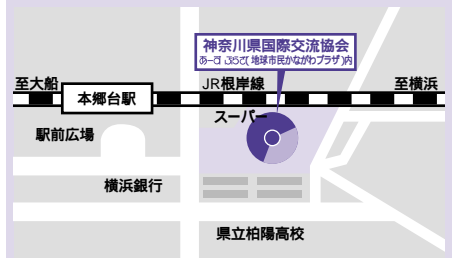 神奈川県国際交流協会
あーすぷらざ(地球市民かながわプラザ)内
至大船
JR根岸線
至横浜
本郷台駅
スーパー
駅前広場
横浜銀行
県立柏陽高校